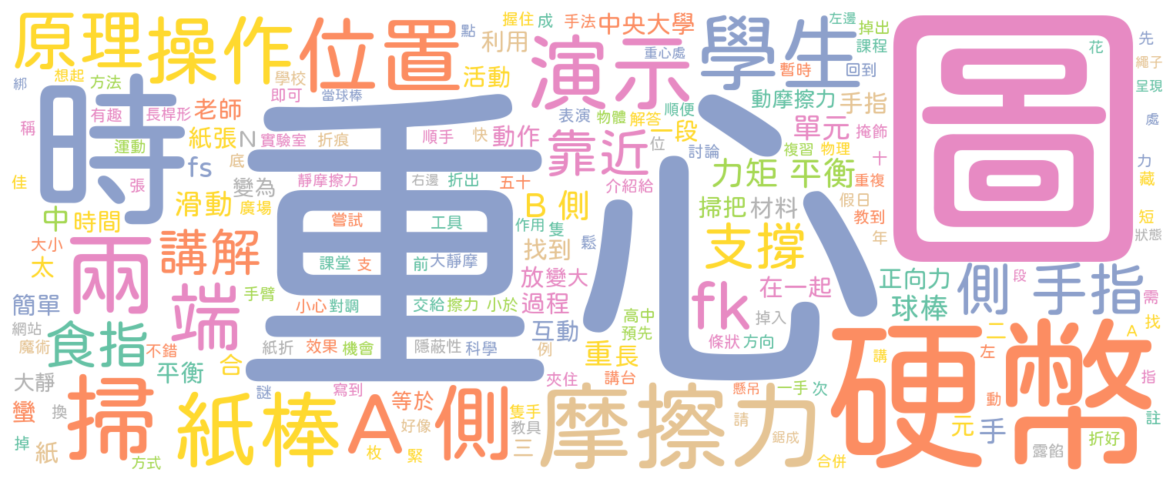 原理
操作
位置
點
利用
握住
成
手法
中央大學
演示
重心處
學生
左邊
掉出
課程
暫時
回到
圖
花
先
繩子
呈現
處
力
藏
短
狀態
綁
想起
方法
學校
即可
當球棒
活動
動摩擦力
手指
時
有趣
長桿形
老師
稱
運動
紙張
N
實驗室
折痕
順手
快
動作
表演
物體
解答
順便
一段
單元
掩飾
靠近
位
討論
複習
物理
十
佳
張
fs
底
變為
靜摩擦力
右邊
折出
五十
介紹給
力矩
平衡
重複
假日
教到
年
中
時間
滑動
廣場
重心
嘗試
工具
B
側
作用
隻
鬆
掃把
材料
支撐
大小
太
兩
講解
課堂
支
前
大靜摩
找到
放變大
過程
fk
在一起
正向力
球棒
側
段
手指
需
找
簡單
網站
魔術
端
手臂
小心
對調
交給
擦力
小於
互動
高中
預先
掉入
條狀
方向
食指
不錯
平衡
合
紙折
效果
機會
隱蔽性
科學
例
重
長
講台
夾住
硬幣
二
講
左
動
A
指
註
大靜
蠻
換
掃
謎
寫到
懸吊
一手
次
紙棒
A
側
等於
好像
隻手
教具
三
摩擦力
請
鋸成
元
手
折好
露餡
掉
紙
方式
枚
緊
合併